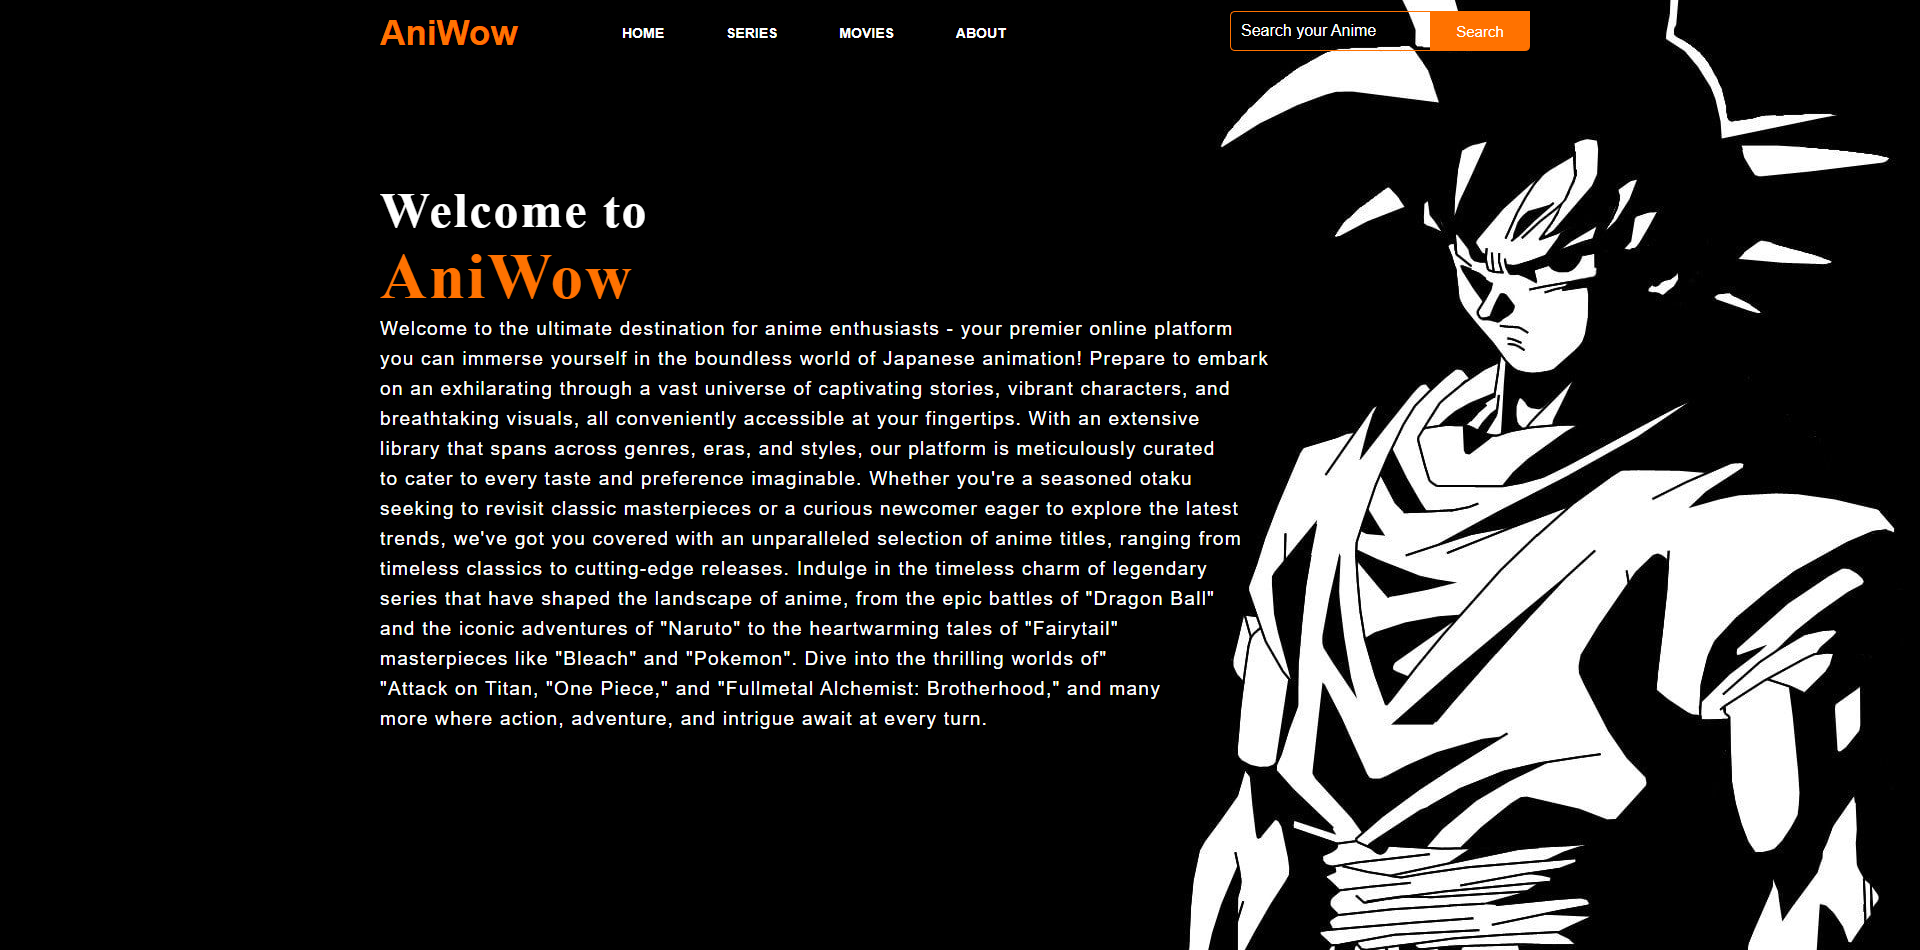 AniWow
HOME SERIES MOVIES ABOUT
Search your Anime Search
Welcome to
AniWow
Welcome to the ultimate destination for anime enthusiasts - your premier online platform
you can immerse yourself in the boundless world of Japanese animation! Prepare to embark
on an exhilarating through a vast universe of captivating stories, vibrant characters, and
breathtaking visuals, all conveniently accessible at your fingertips. With an extensive
library that spans across genres, eras, and styles, our platform is meticulously curated
to cater to every taste and preference imaginable. Whether you're a seasoned otaku
seeking to revisit classic masterpieces or a curious newcomer eager to explore the latest
trends, we've got you covered with an unparalleled selection of anime titles, ranging from
timeless classics to cutting-edge releases. Indulge in the timeless charm of legendary
series that have shaped the landscape of anime, from the epic battles of "Dragon Ball"
and the iconic adventures of "Naruto" to the heartwarming tales of "Fairytail"
masterpieces like "Bleach" and "Pokemon". Dive into the thrilling worlds of"
"Attack on Titan, "One Piece," and "Fullmetal Alchemist: Brotherhood," and many
more where action, adventure, and intrigue await at every turn.